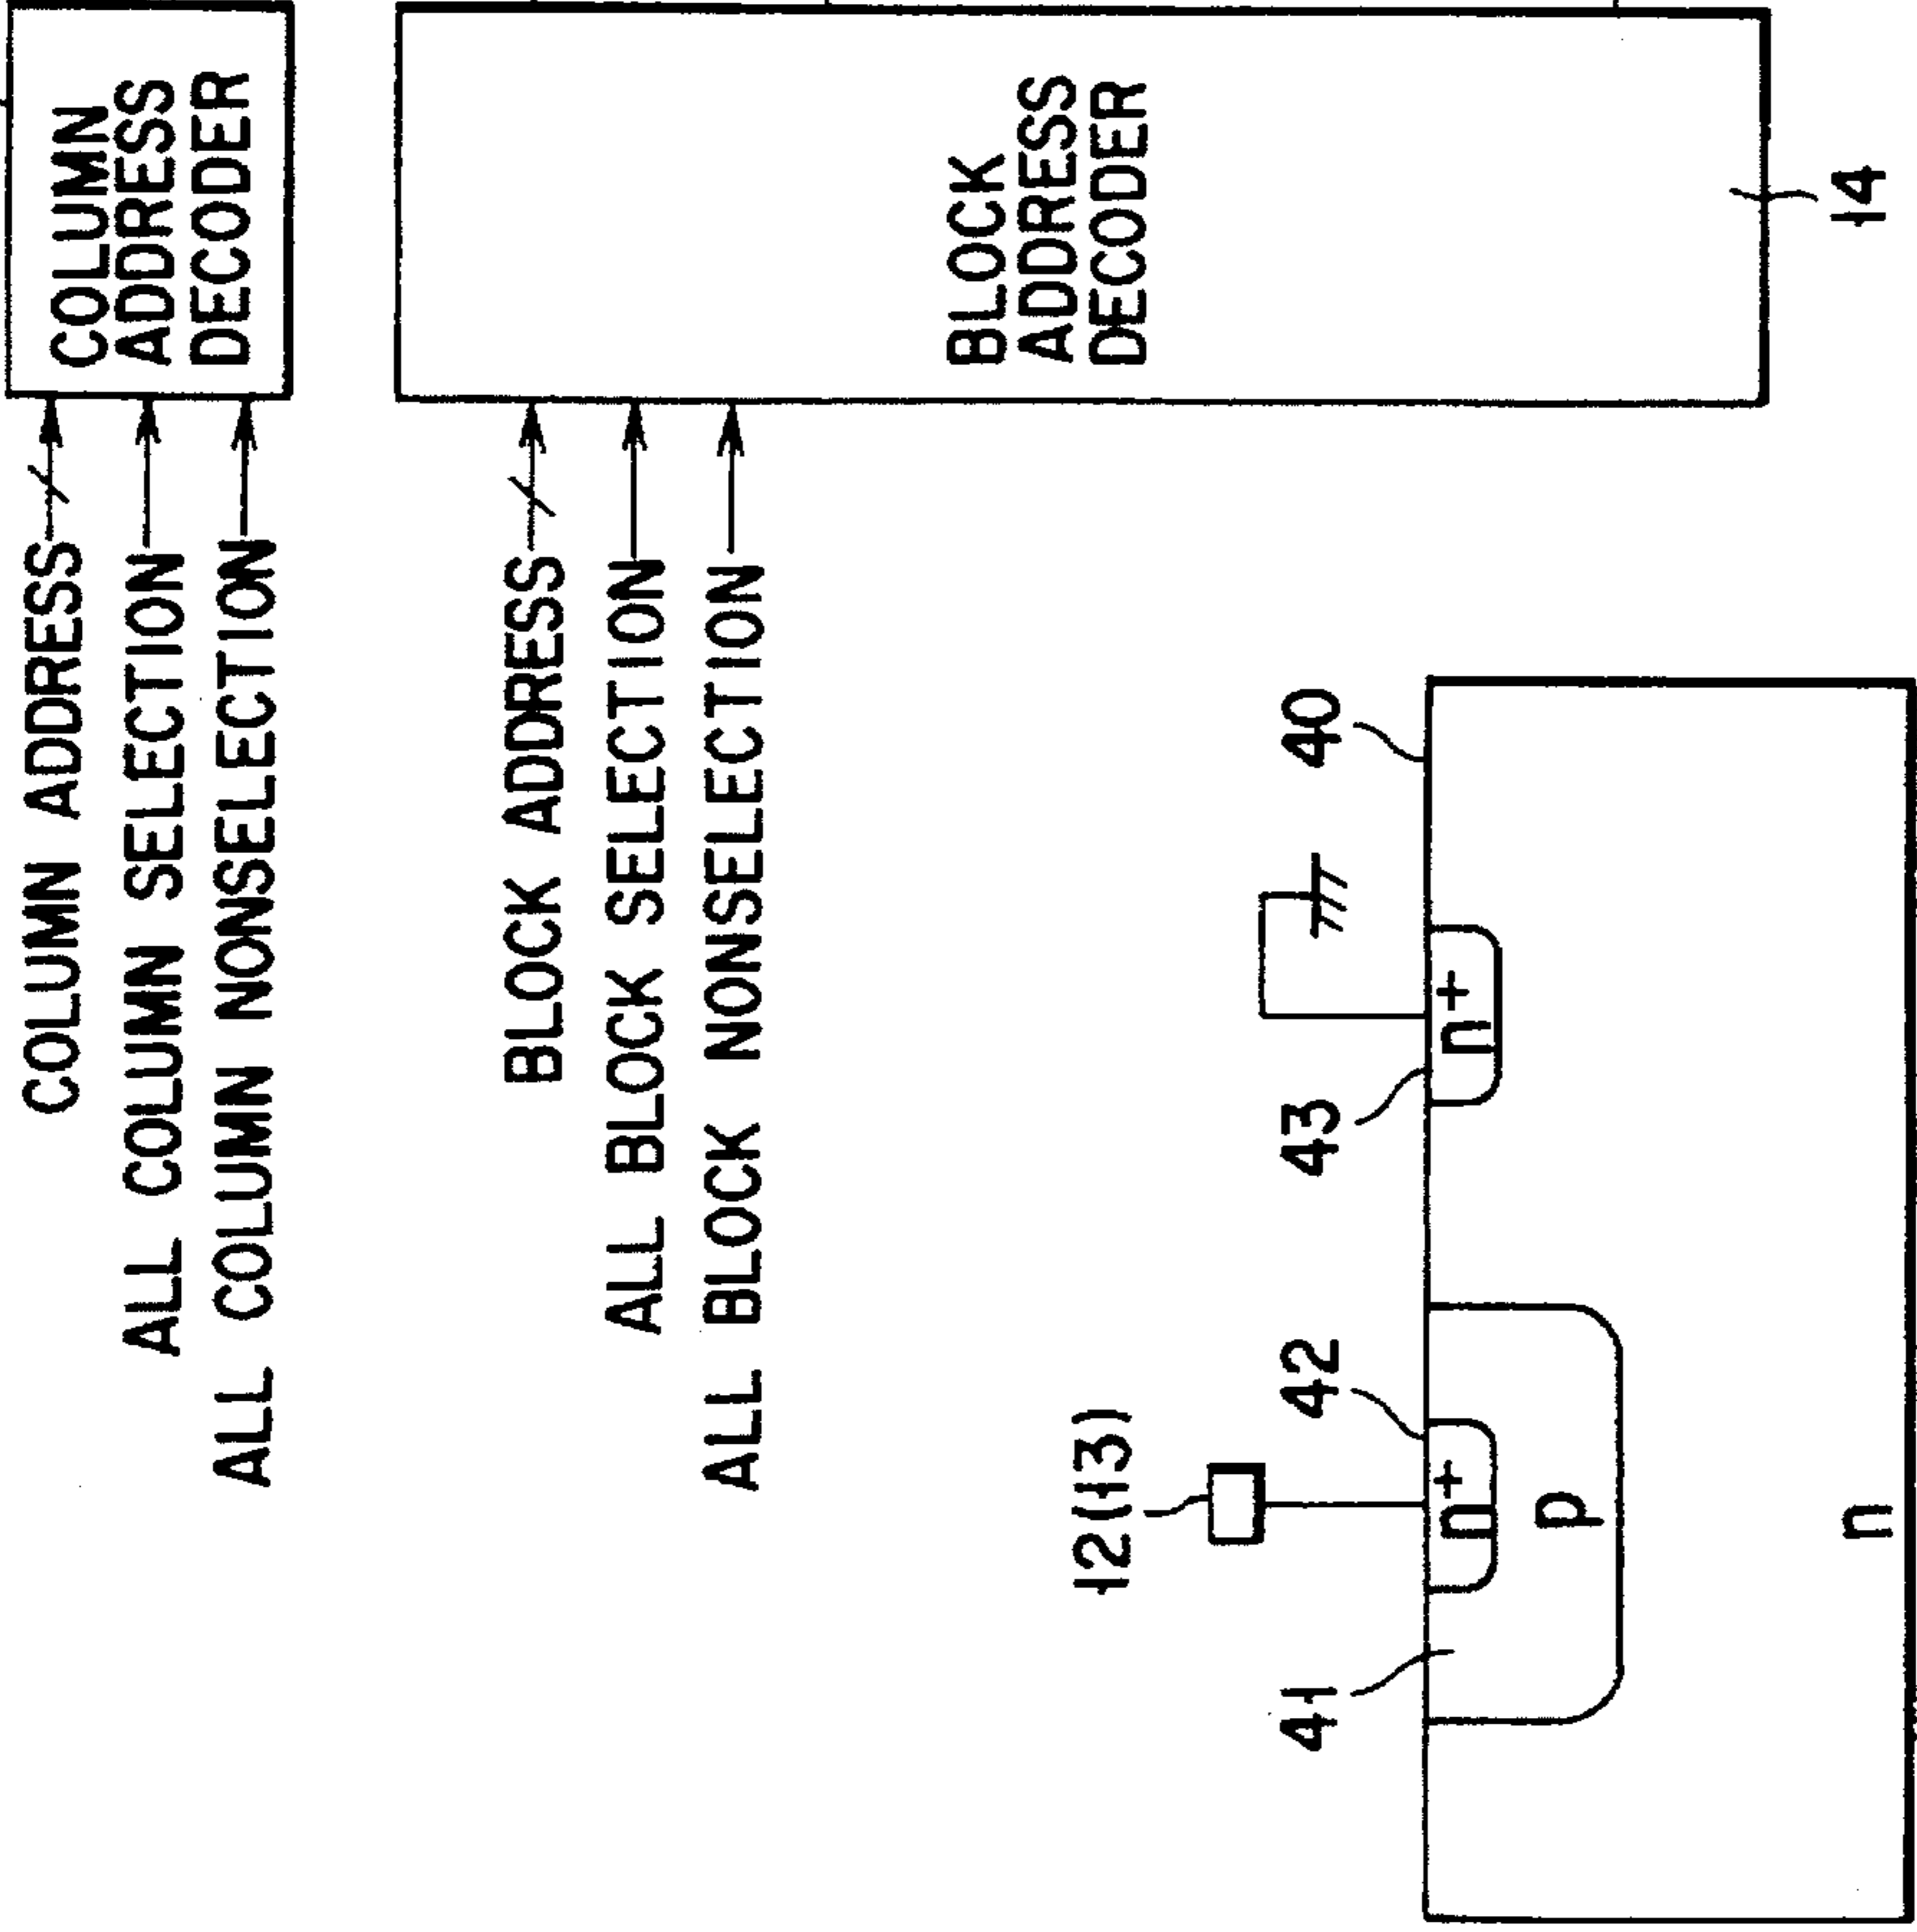 COLUMN ADDRESS
ALL COLUMN SELECTION
ALL COLUMN NONSELECTION
COLUMN
ADDRESS
DECODER
BLOCK ADDRESS
ALL BLOCK SELECTION
ALL BLOCK NONSELECTION
BLOCK
ADDRESS
DECODER
14
12(13)
41
42
43
40
n+
n+
p
n